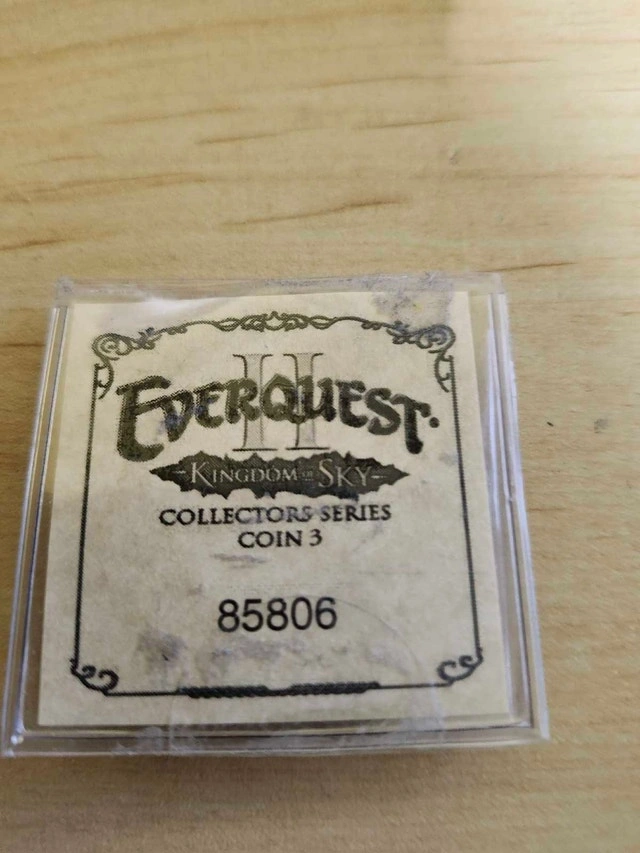 EVERQUEST
II
KINGDOM OF SKY
COLLECTORS SERIES
COIN 3
85806